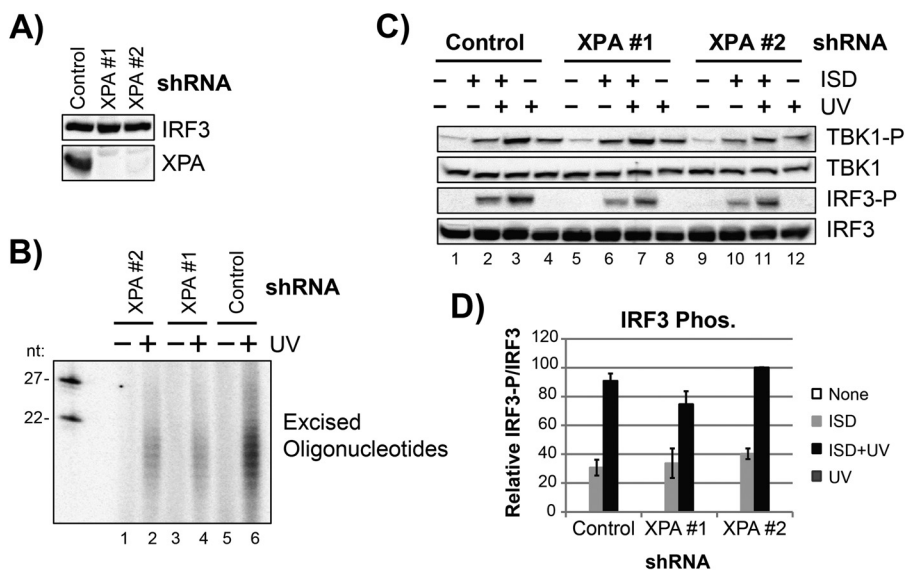 A)
Control
XPA #1
XPA #2
shRNA
IRF3
XPA
B)
XPA #2
XPA #1
Control
shRNA
– + – + – + UV
nt:
27-
22-
Excised
Oligonucleotides
1 2 3 4 5 6
C)
Control XPA #1 XPA #2 shRNA
– + + – – + + – – + + – ISD
– + + – + + – + + UV
TBK1-P
TBK1
IRF3-P
IRF3
1 2 3 4 5 6 7 8 9 10 11 12
D)
IRF3 Phos.
Relative IRF3-P/IRF3
120
100
80
60
40
20
0
Control XPA #1 XPA #2
shRNA
None
ISD
ISD+UV
UV